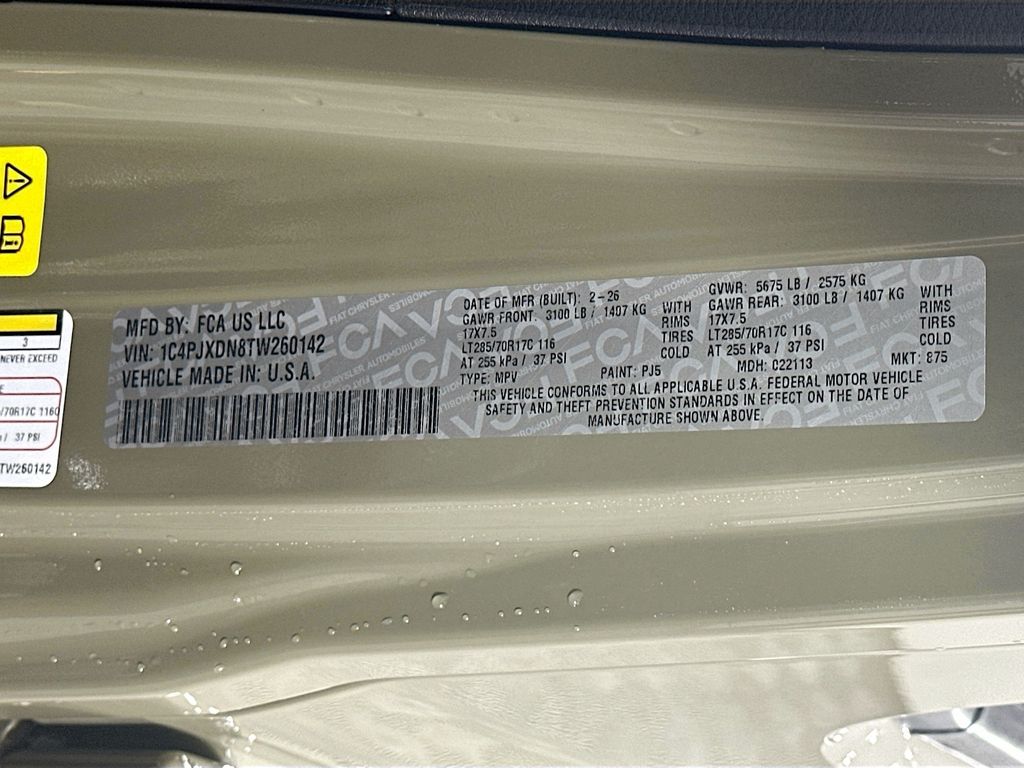 MFD BY: FCA US LLC
VIN: 1C4PJXDN8TW260142
VEHICLE MADE IN: U.S.A.
DATE OF MFR (BUILT): 2-26
GAWR FRONT: 3100 LB / 1407 KG
17X7.5
LT285/70R17C 116
AT 255 kPa / 37 PSI
TYPE: MPV
WITH
RIMS
TIRES
COLD
PAINT: PJ5
GVWR: 5675 LB / 2575 KG
GAWR REAR: 3100 LB / 1407 KG
17X7.5
LT285/70R17C 116
AT 255 kPa / 37 PSI
MDH: 022113
WITH
RIMS
TIRES
COLD
MKT: 875
THIS VEHICLE CONFORMS TO ALL APPLICABLE U.S.A. FEDERAL MOTOR VEHICLE
SAFETY AND THEFT PREVENTION STANDARDS IN EFFECT ON THE DATE OF
MANUFACTURE SHOWN ABOVE.
3
NEVER EXCEED
/70R17C 116Q
/ 37 PSI
TW260142